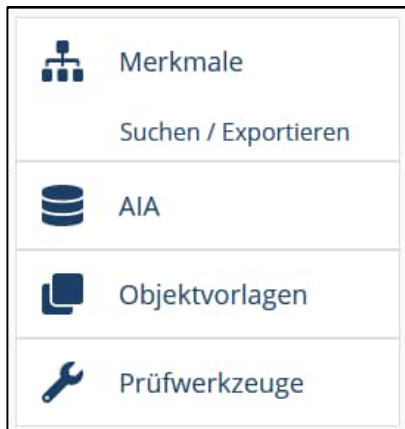 Merkmale
Suchen / Exportieren
AIA
Objektvorlagen
Prüfwerkzeuge